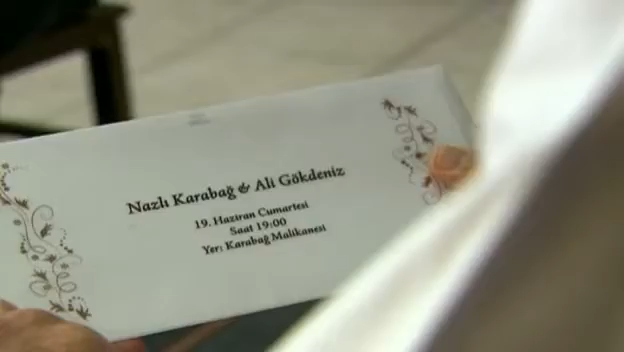 Nazlı Karabağ & Ali Gökdeniz
19. Haziran Cumartesi
Saat 19:00
Yer: Karabağ Malikanesi